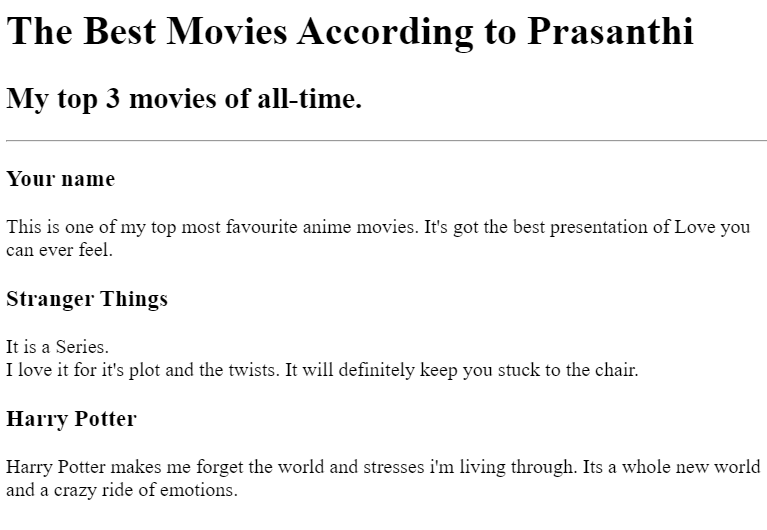 The Best Movies According to Prasanthi
My top 3 movies of all-time.
Your name
This is one of my top most favourite anime movies. It's got the best presentation of Love you
can ever feel.
Stranger Things
It is a Series.
I love it for it's plot and the twists. It will definitely keep you stuck to the chair.
Harry Potter
Harry Potter makes me forget the world and stresses i'm living through. Its a whole new world
and a crazy ride of emotions.